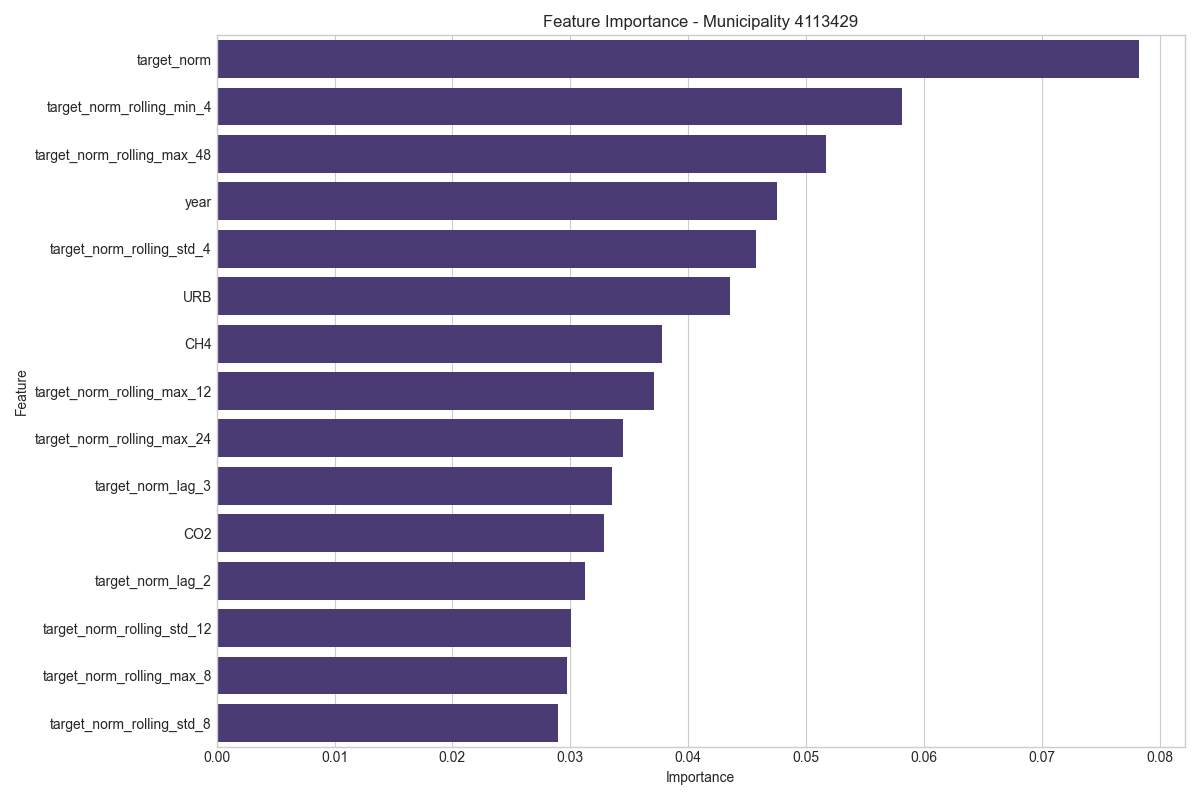 Feature Importance - Municipality 4113429
Feature
target_norm
target_norm_rolling_min_4
target_norm_rolling_max_48
year
target_norm_rolling_std_4
URB
CH4
target_norm_rolling_max_12
target_norm_rolling_max_24
target_norm_lag_3
CO2
target_norm_lag_2
target_norm_rolling_std_12
target_norm_rolling_max_8
target_norm_rolling_std_8
0.00 0.01 0.02 0.03 0.04 0.05 0.06 0.07 0.08
Importance